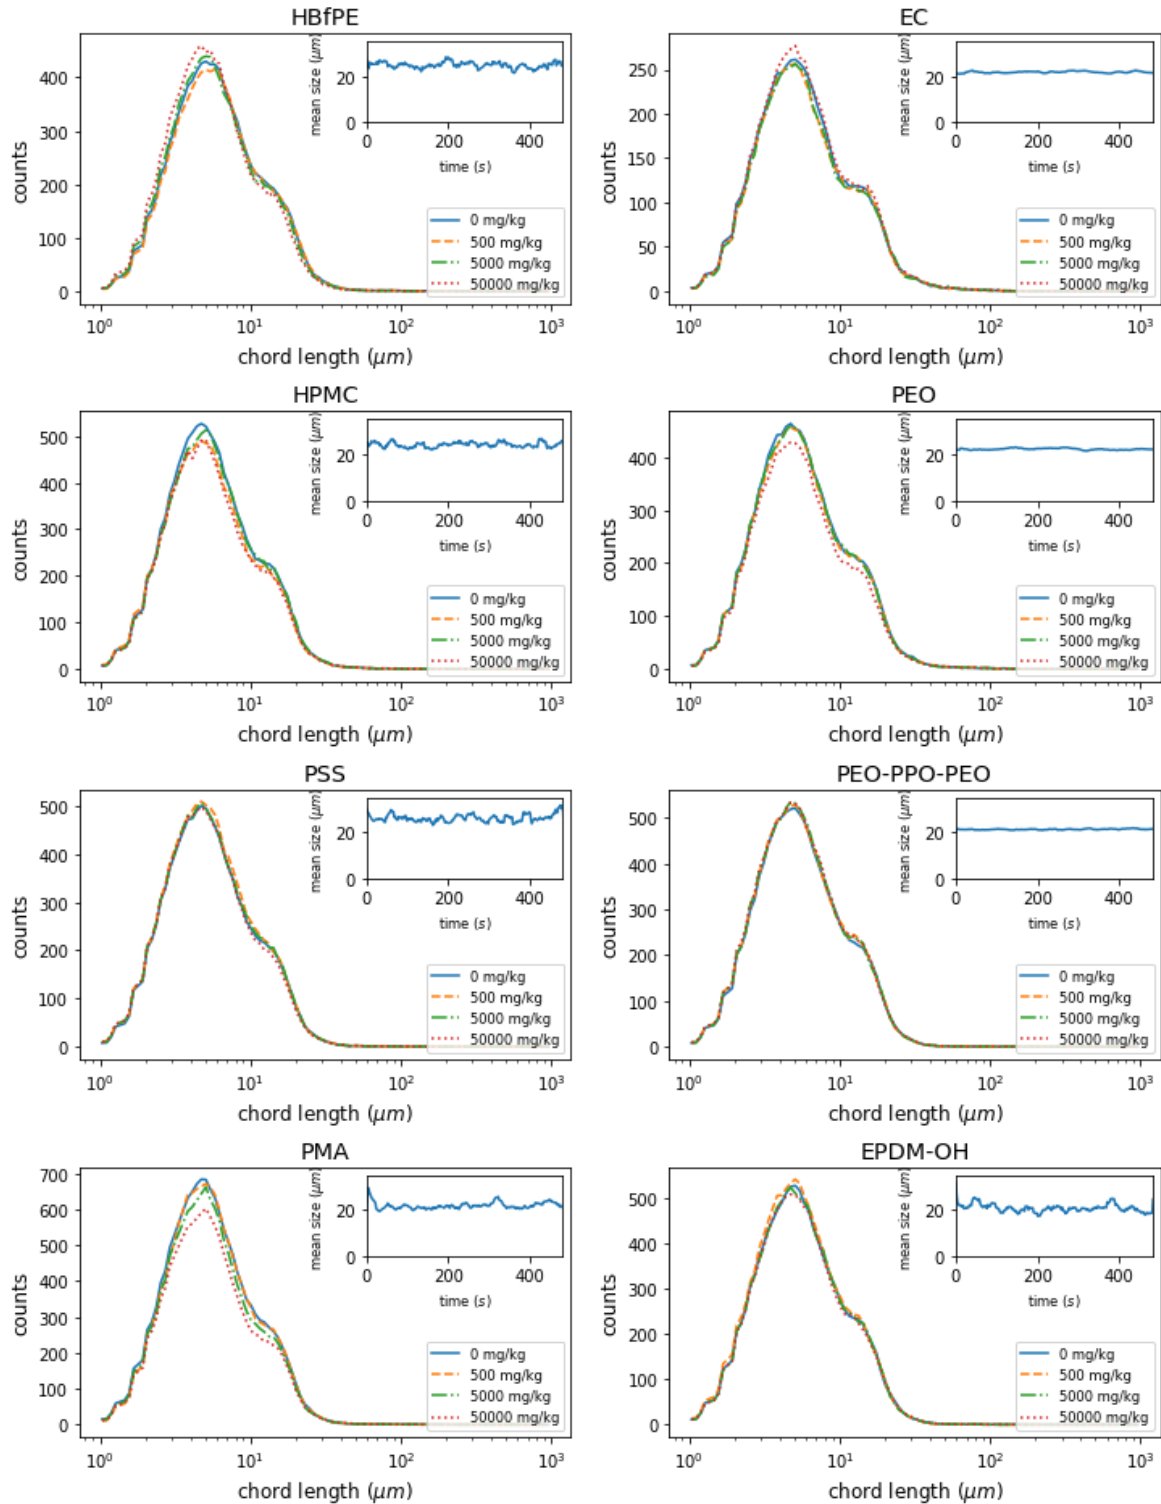 HBfPE
counts
400
300
200
100
0
10⁰ 10¹ 10² 10³
chord length (μm)
mean size (μm)
20
0
0 200 400
time (s)
0 mg/kg
500 mg/kg
5000 mg/kg
50000 mg/kg
EC
counts
250
200
150
100
50
0
10⁰ 10¹ 10² 10³
chord length (μm)
mean size (μm)
20
0
0 200 400
time (s)
0 mg/kg
500 mg/kg
5000 mg/kg
50000 mg/kg
HPMC
counts
500
400
300
200
100
0
10⁰ 10¹ 10² 10³
chord length (μm)
mean size (μm)
20
0
0 200 400
time (s)
0 mg/kg
500 mg/kg
5000 mg/kg
50000 mg/kg
PEO
counts
400
300
200
100
0
10⁰ 10¹ 10² 10³
chord length (μm)
mean size (μm)
20
0
0 200 400
time (s)
0 mg/kg
500 mg/kg
5000 mg/kg
50000 mg/kg
PSS
counts
500
400
300
200
100
0
10⁰ 10¹ 10² 10³
chord length (μm)
mean size (μm)
20
0
0 200 400
time (s)
0 mg/kg
500 mg/kg
5000 mg/kg
50000 mg/kg
PEO-PPO-PEO
counts
500
400
300
200
100
0
10⁰ 10¹ 10² 10³
chord length (μm)
mean size (μm)
20
0
0 200 400
time (s)
0 mg/kg
500 mg/kg
5000 mg/kg
50000 mg/kg
PMA
counts
700
600
500
400
300
200
100
0
10⁰ 10¹ 10² 10³
chord length (μm)
mean size (μm)
20
0
0 200 400
time (s)
0 mg/kg
500 mg/kg
5000 mg/kg
50000 mg/kg
EPDM-OH
counts
500
400
300
200
100
0
10⁰ 10¹ 10² 10³
chord length (μm)
mean size (μm)
20
0
0 200 400
time (s)
0 mg/kg
500 mg/kg
5000 mg/kg
50000 mg/kg